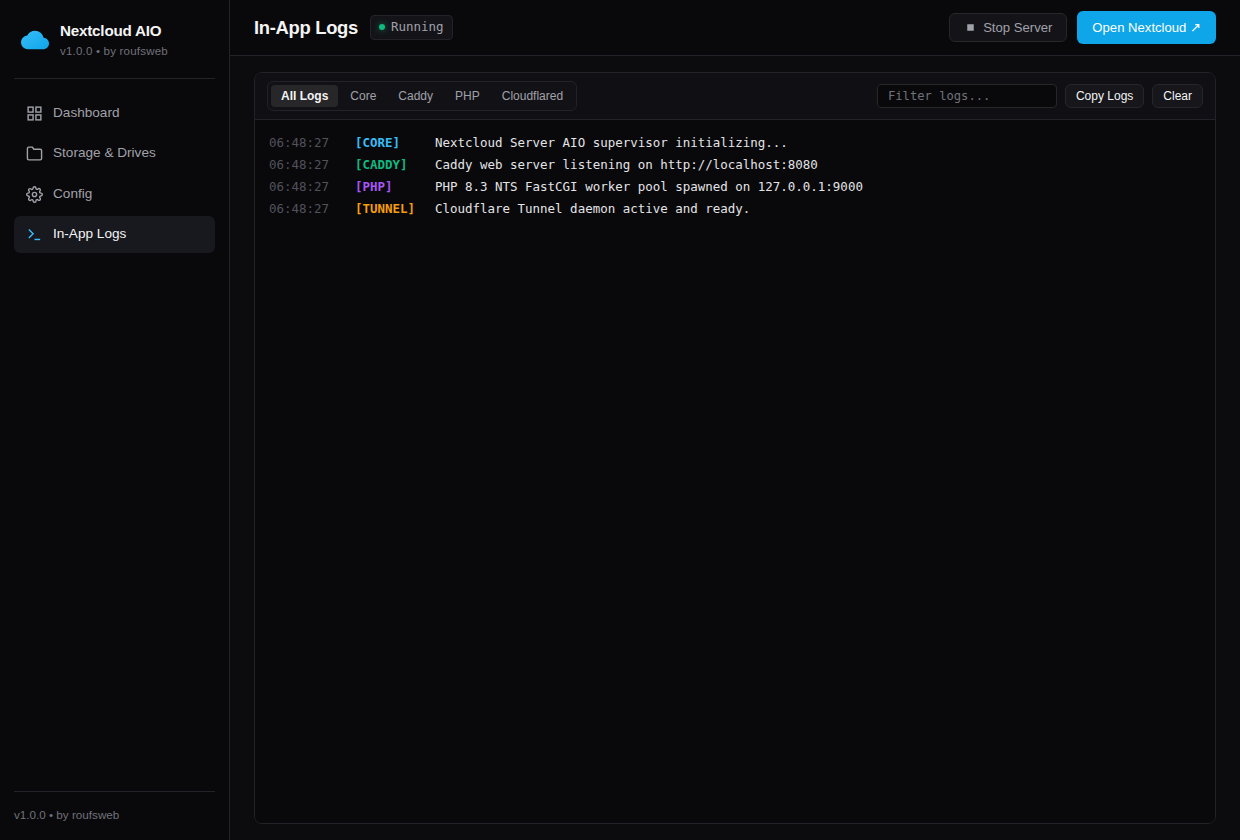 Nextcloud AIO
v1.0.0 • by roufsweb
Dashboard
Storage & Drives
Config
In-App Logs
v1.0.0 • by roufsweb
In-App Logs
Running
Stop Server
Open Nextcloud ↗
All Logs Core Caddy PHP Cloudflared
Filter logs...
Copy Logs
Clear
06:48:27 [CORE] Nextcloud Server AIO supervisor initializing...
06:48:27 [CADDY] Caddy web server listening on http://localhost:8080
06:48:27 [PHP] PHP 8.3 NTS FastCGI worker pool spawned on 127.0.0.1:9000
06:48:27 [TUNNEL] Cloudflare Tunnel daemon active and ready.